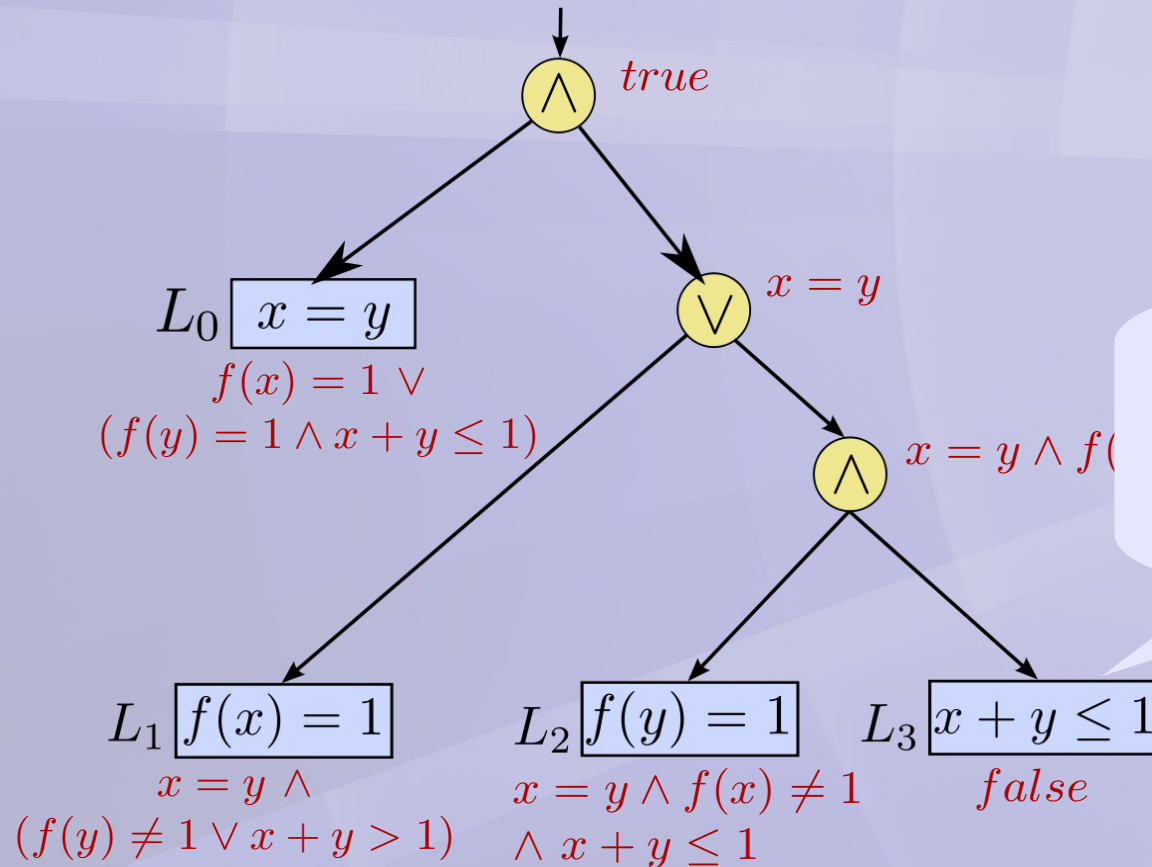 ∧ true
∨ x = y
L₀ x = y
f(x) = 1 ∨
(f(y) = 1 ∧ x + y ≤ 1)
∧ x = y ∧ f(
L₁ f(x) = 1
L₂ f(y) = 1
L₃ x + y ≤ 1
x = y ∧
(f(y) ≠ 1 ∨ x + y > 1)
x = y ∧ f(x) ≠ 1
∧ x + y ≤ 1
false